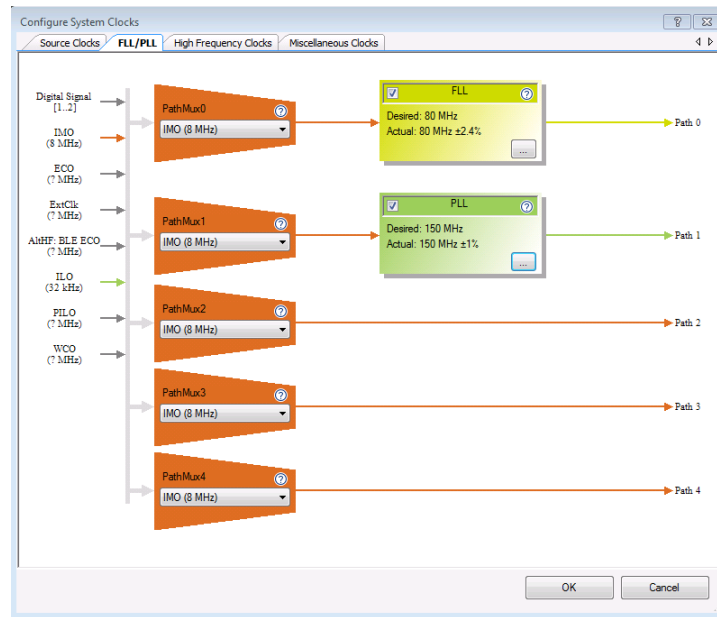 Configure System Clocks
Source Clocks FLL/PLL High Frequency Clocks Miscellaneous Clocks
Digital Signal
[1..2]
IMO
(8 MHz)
ECO
(? MHz)
ExtClk
(? MHz)
AltHF: BLE ECO
(? MHz)
ILO
(32 kHz)
PILO
(? MHz)
WCO
(? MHz)
PathMux0
IMO (8 MHz)
FLL
Desired: 80 MHz
Actual: 80 MHz ±2.4%
...
Path 0
PathMux1
IMO (8 MHz)
PLL
Desired: 150 MHz
Actual: 150 MHz ±1%
...
Path 1
PathMux2
IMO (8 MHz)
Path 2
PathMux3
IMO (8 MHz)
Path 3
PathMux4
IMO (8 MHz)
Path 4
OK Cancel